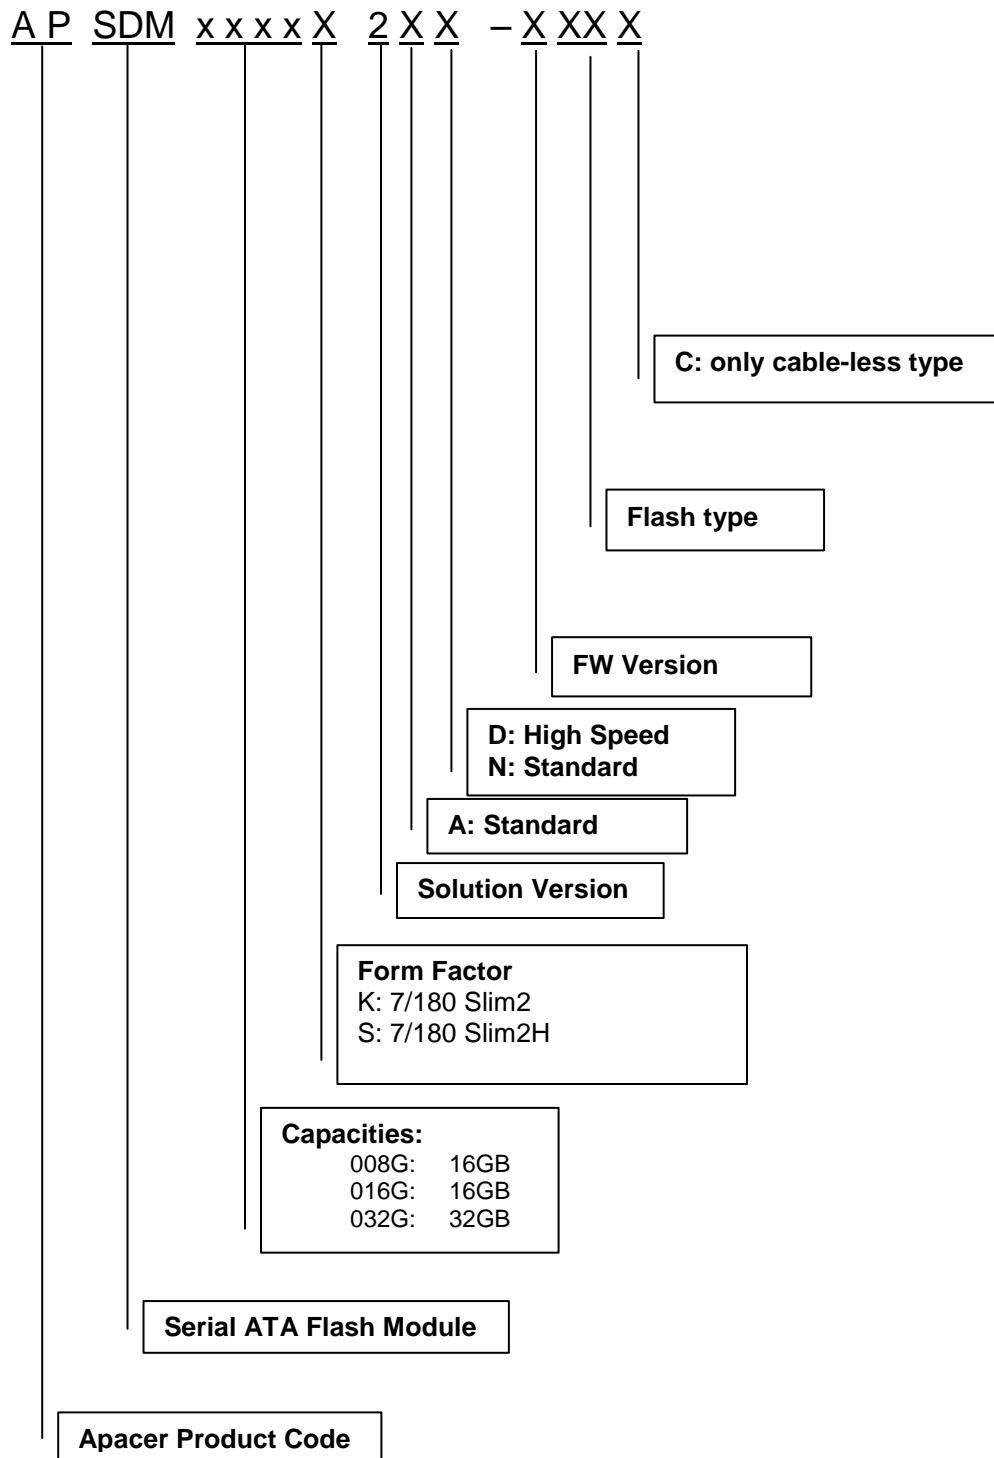 A P SDM x x x x X 2 X X – X XX X
C: only cable-less type
Flash type
FW Version
D: High Speed
N: Standard
A: Standard
Solution Version
Form Factor
K: 7/180 Slim2
S: 7/180 Slim2H
Capacities:
008G: 16GB
016G: 16GB
032G: 32GB
Serial ATA Flash Module
Apacer Product Code